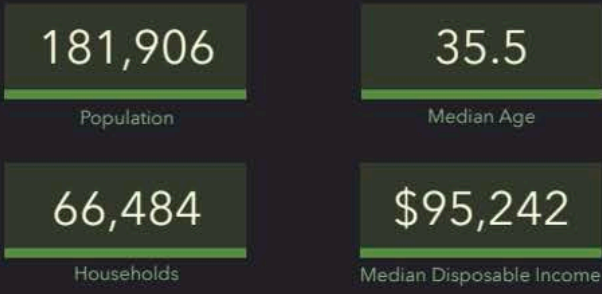 181,906
35.5
Population
Median Age
66,484
$95,242
Households
Median Disposable Income